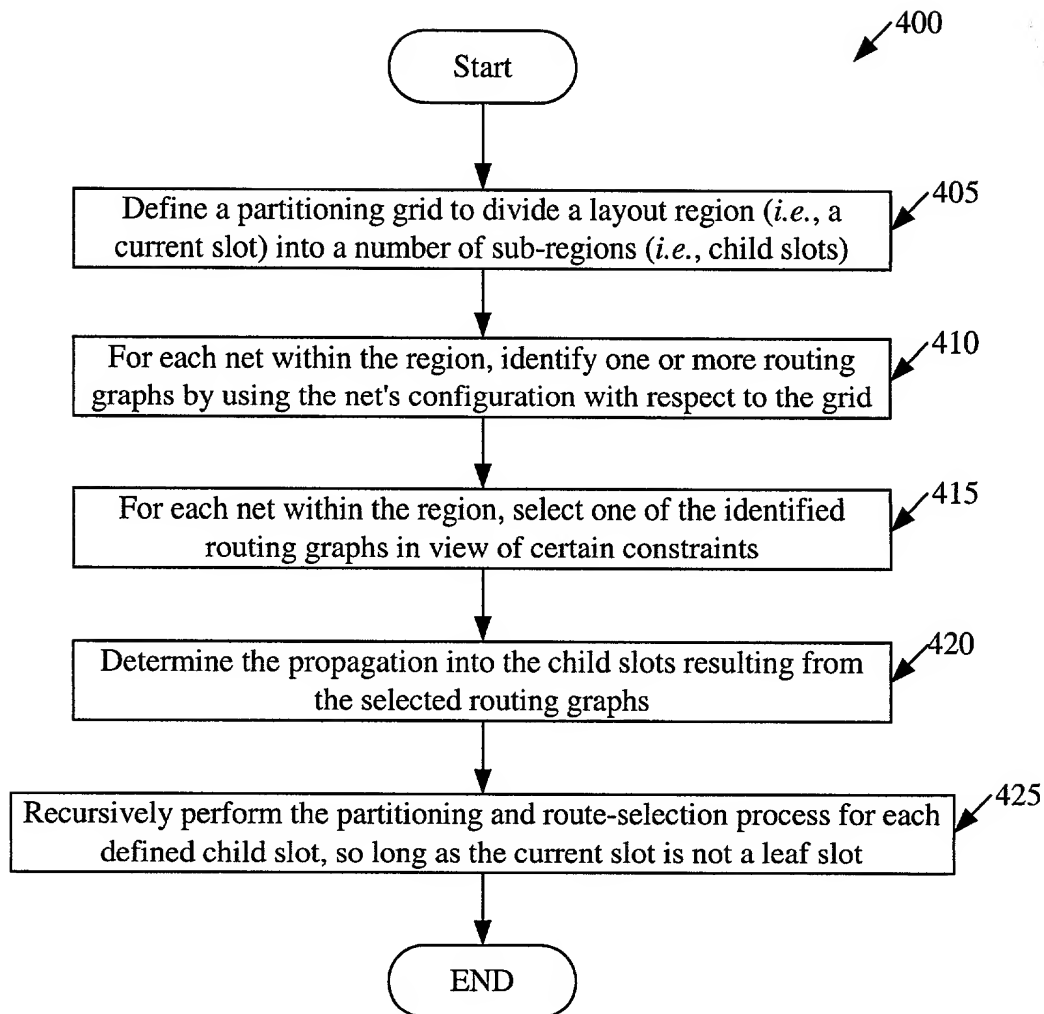 400
Start
405
Define a partitioning grid to divide a layout region (i.e., a
current slot) into a number of sub-regions (i.e., child slots)
410
For each net within the region, identify one or more routing
graphs by using the net's configuration with respect to the grid
415
For each net within the region, select one of the identified
routing graphs in view of certain constraints
420
Determine the propagation into the child slots resulting from
the selected routing graphs
425
Recursively perform the partitioning and route-selection process for each
defined child slot, so long as the current slot is not a leaf slot
END